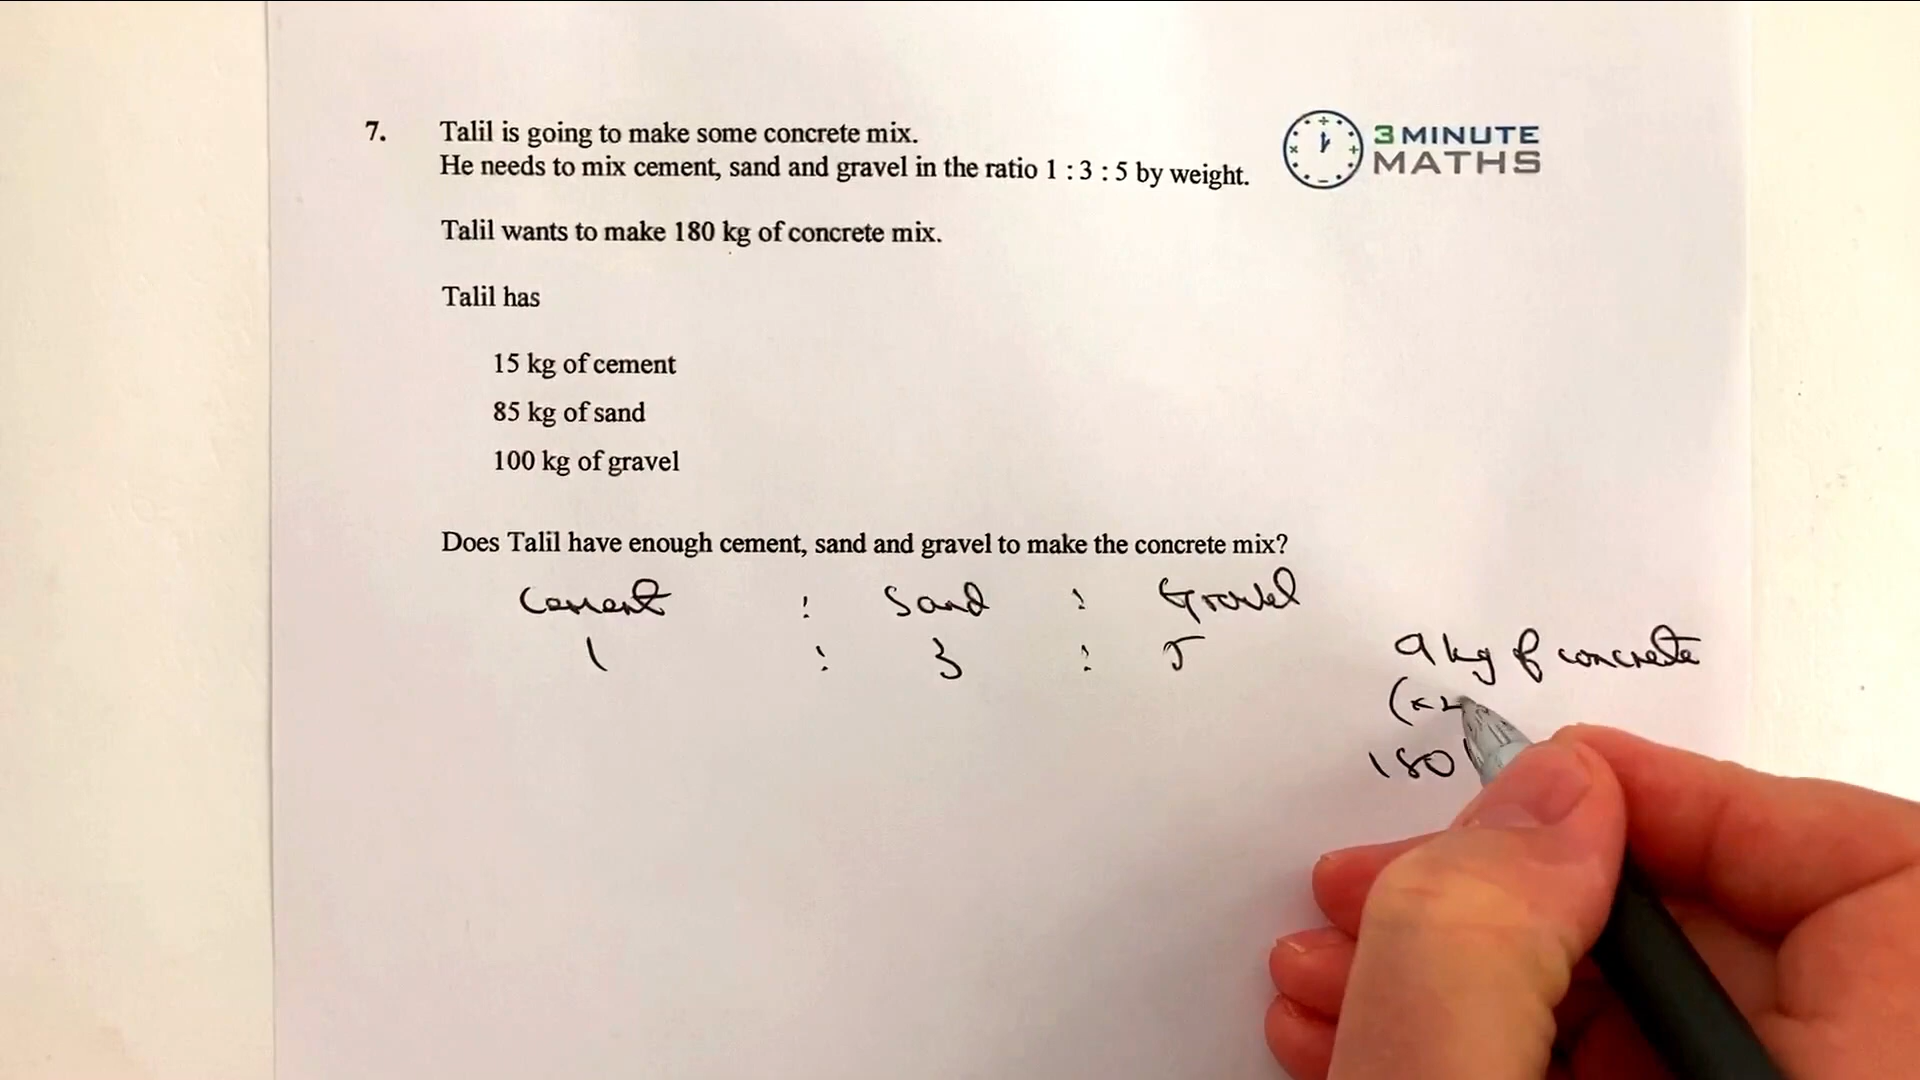 7. Talil is going to make some concrete mix.
He needs to mix cement, sand and gravel in the ratio 1 : 3 : 5 by weight.
3 MINUTE
MATHS
Talil wants to make 180 kg of concrete mix.
Talil has
15 kg of cement
85 kg of sand
100 kg of gravel
Does Talil have enough cement, sand and gravel to make the concrete mix?
Cement : Sand : Gravel
1 : 3 : 5
9 kg of concrete
(×2
180